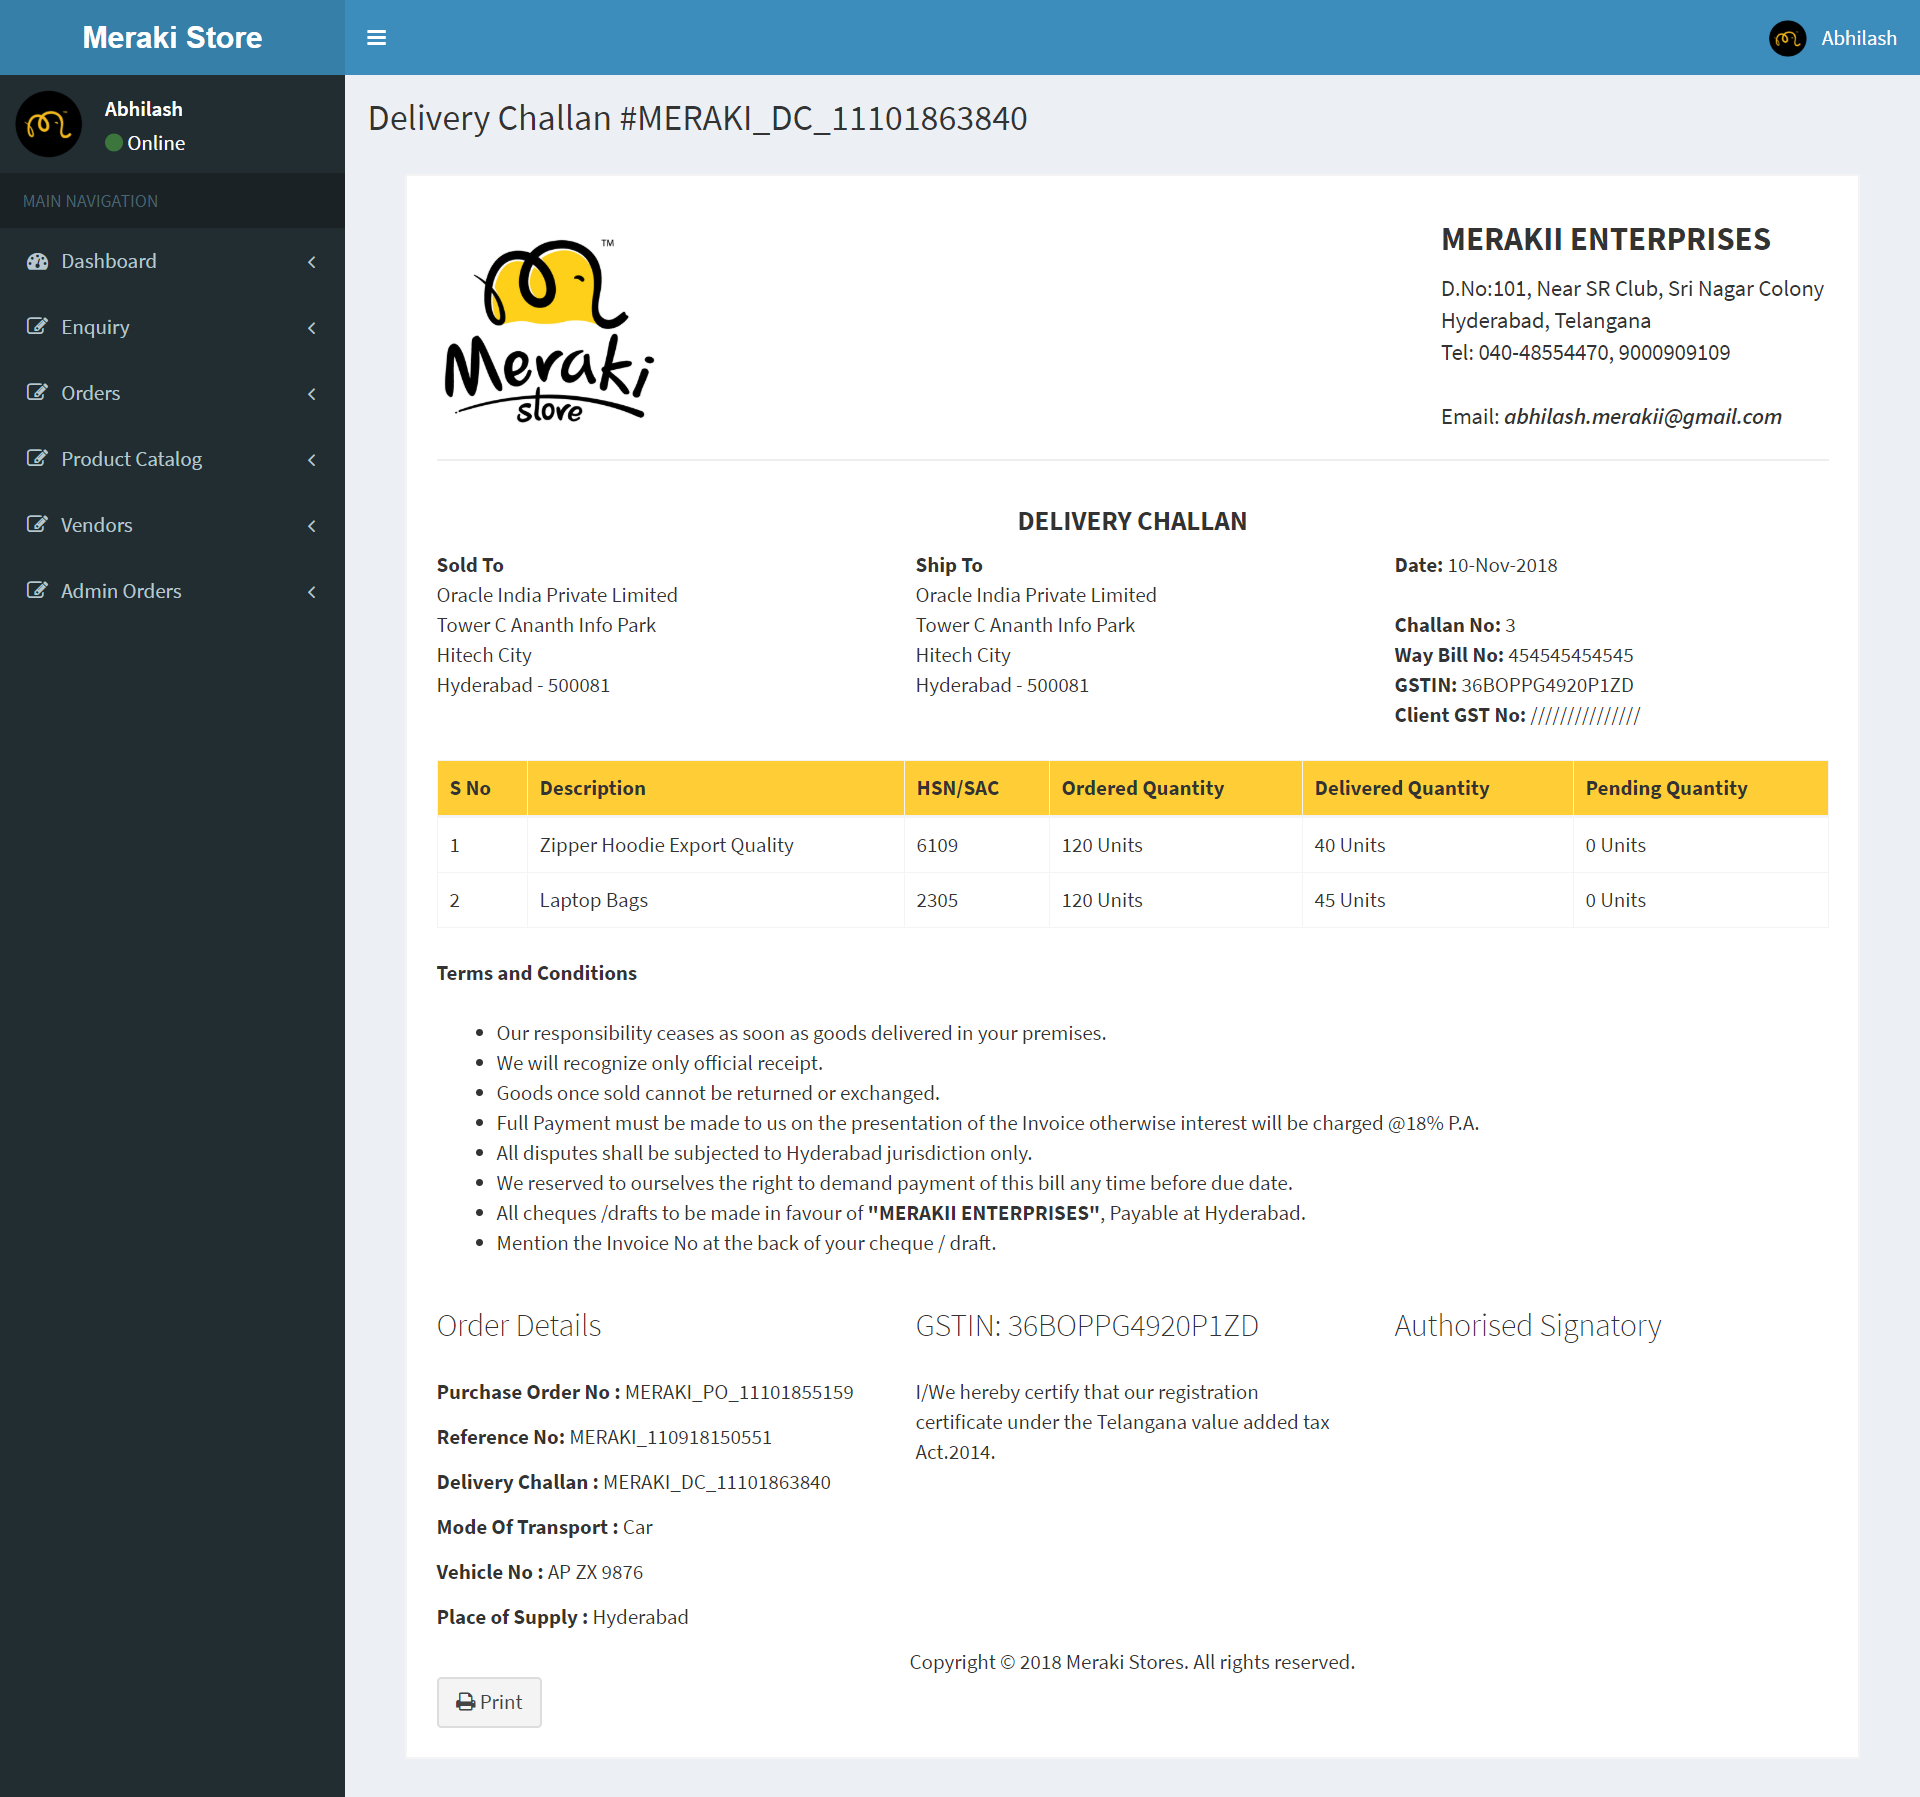 Meraki Store
Abhilash
Abhilash
Online
MAIN NAVIGATION
Dashboard
Enquiry
Orders
Product Catalog
Vendors
Admin Orders
Delivery Challan #MERAKI_DC_11101863840
TM
Meraki
store
MERAKII ENTERPRISES
D.No:101, Near SR Club, Sri Nagar Colony
Hyderabad, Telangana
Tel: 040-48554470, 9000909109
Email: abhilash.merakii@gmail.com
DELIVERY CHALLAN
Sold To
Oracle India Private Limited
Tower C Ananth Info Park
Hitech City
Hyderabad - 500081
Ship To
Oracle India Private Limited
Tower C Ananth Info Park
Hitech City
Hyderabad - 500081
Date: 10-Nov-2018
Challan No: 3
Way Bill No: 454545454545
GSTIN: 36BOPPG4920P1ZD
Client GST No: ///////////////
S No Description HSN/SAC Ordered Quantity Delivered Quantity Pending Quantity
1 Zipper Hoodie Export Quality 6109 120 Units 40 Units 0 Units
2 Laptop Bags 2305 120 Units 45 Units 0 Units
Terms and Conditions
• Our responsibility ceases as soon as goods delivered in your premises.
• We will recognize only official receipt.
• Goods once sold cannot be returned or exchanged.
• Full Payment must be made to us on the presentation of the Invoice otherwise interest will be charged @18% P.A.
• All disputes shall be subjected to Hyderabad jurisdiction only.
• We reserved to ourselves the right to demand payment of this bill any time before due date.
• All cheques /drafts to be made in favour of "MERAKII ENTERPRISES", Payable at Hyderabad.
• Mention the Invoice No at the back of your cheque / draft.
Order Details
Purchase Order No : MERAKI_PO_11101855159
Reference No: MERAKI_110918150551
Delivery Challan : MERAKI_DC_11101863840
Mode Of Transport : Car
Vehicle No : AP ZX 9876
Place of Supply : Hyderabad
GSTIN: 36BOPPG4920P1ZD
I/We hereby certify that our registration
certificate under the Telangana value added tax
Act.2014.
Authorised Signatory
Copyright © 2018 Meraki Stores. All rights reserved.
Print